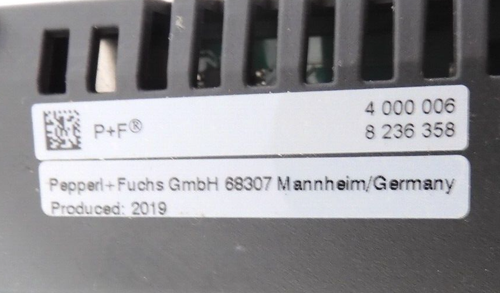 P+F® 4 000 006
8 236 358
Pepperl+Fuchs GmbH 68307 Mannheim/Germany
Produced: 2019